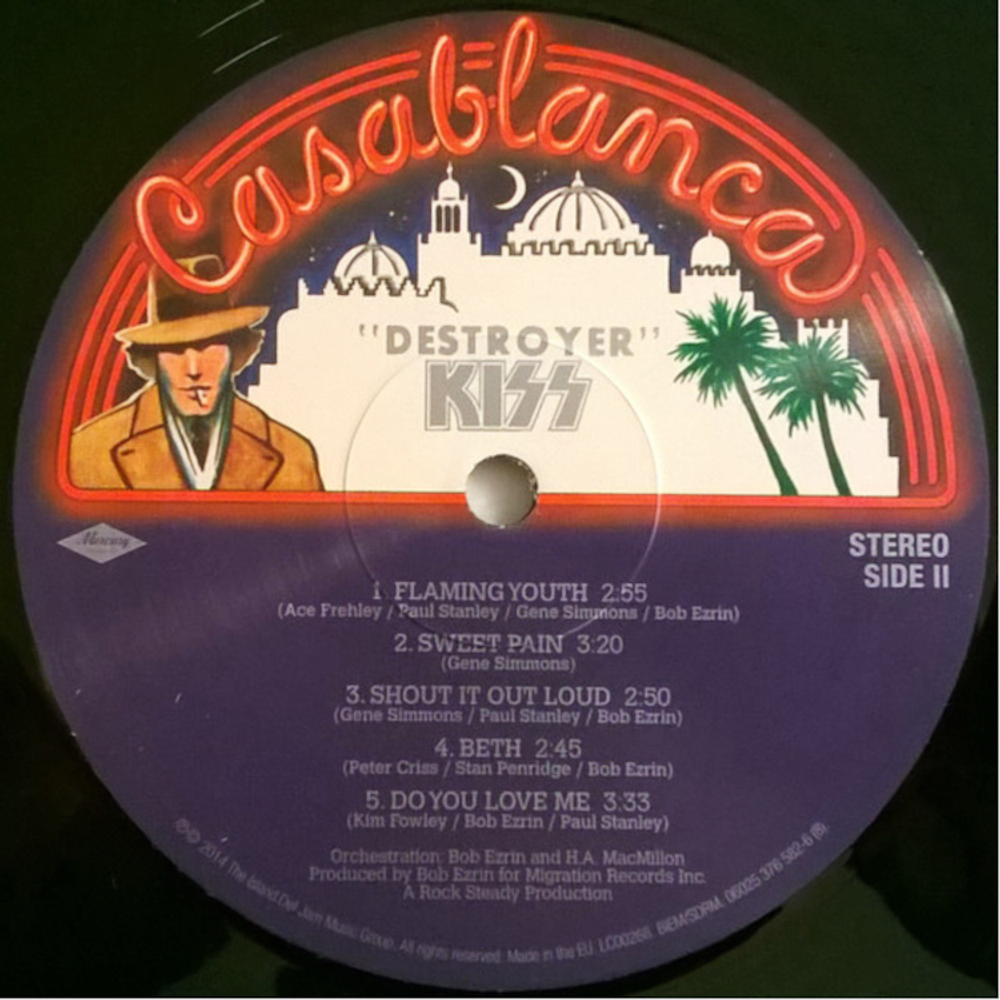 Casablanca
"DESTROYER"
KISS
Mercury
STEREO
SIDE II
1. FLAMING YOUTH 2:55
(Ace Frehley / Paul Stanley / Gene Simmons / Bob Ezrin)
2. SWEET PAIN 3:20
(Gene Simmons)
3. SHOUT IT OUT LOUD 2:50
(Gene Simmons / Paul Stanley / Bob Ezrin)
4. BETH 2:45
(Peter Criss / Stan Penridge / Bob Ezrin)
5. DO YOU LOVE ME 3:33
(Kim Fowley / Bob Ezrin / Paul Stanley)
Orchestration: Bob Ezrin and H.A. MacMillon
Produced by Bob Ezrin for Migration Records Inc.
A Rock Steady Production
℗© 2014 The Island Def Jam Music Group. All rights reserved. Made in the EU. LC00268. BIEM/SDRM. 06025 376 582-6 (8).